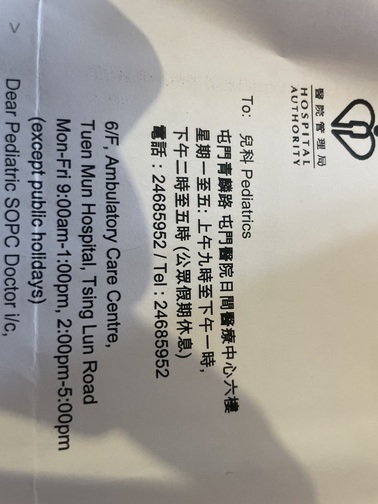 醫院管理局
HOSPITAL
AUTHORITY
To: 兒科 Pediatrics
屯門青麟路 屯門醫院日間醫療中心六樓
星期一至五: 上午九時至下午一時,
下午二時至五時 (公眾假期休息)
電話 : 24685952 / Tel : 24685952
6/F, Ambulatory Care Centre,
Tuen Mun Hospital, Tsing Lun Road
Mon-Fri 9:00am-1:00pm, 2:00pm-5:00pm
(except public holidays)
> Dear Pediatric SOPC Doctor i/c,